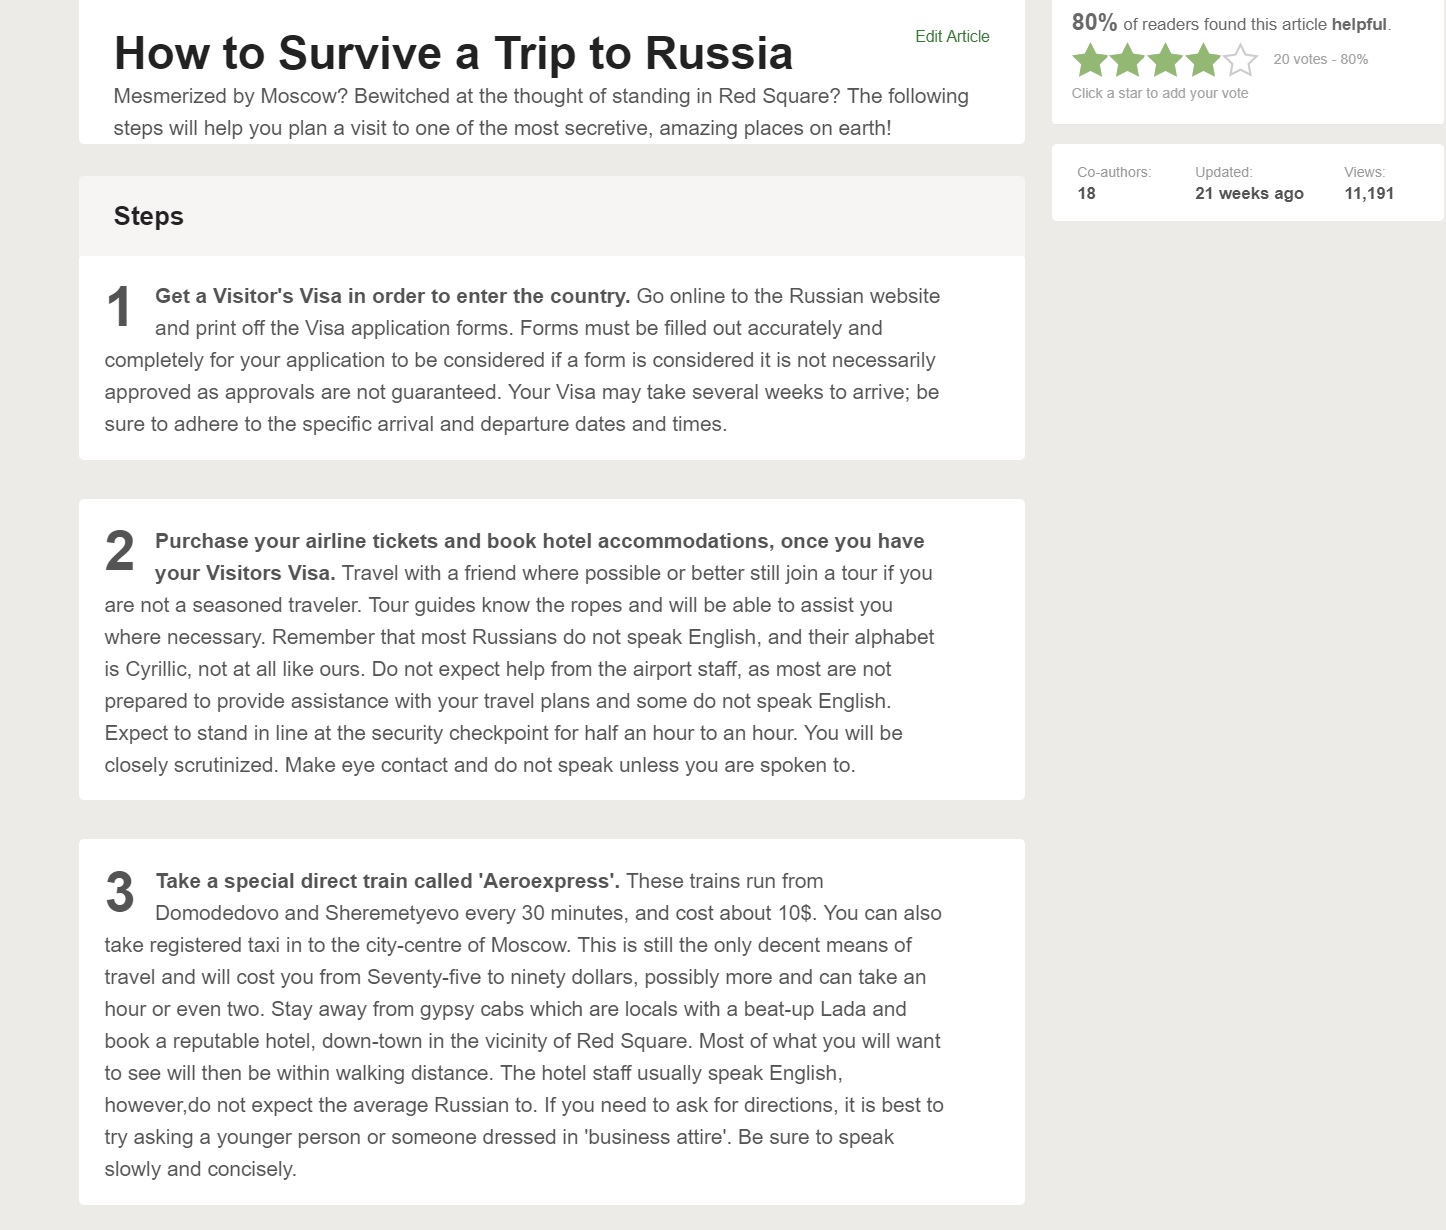 How to Survive a Trip to Russia
Edit Article
Mesmerized by Moscow? Bewitched at the thought of standing in Red Square? The following
steps will help you plan a visit to one of the most secretive, amazing places on earth!
Steps
1 Get a Visitor's Visa in order to enter the country. Go online to the Russian website
and print off the Visa application forms. Forms must be filled out accurately and
completely for your application to be considered if a form is considered it is not necessarily
approved as approvals are not guaranteed. Your Visa may take several weeks to arrive; be
sure to adhere to the specific arrival and departure dates and times.
2 Purchase your airline tickets and book hotel accommodations, once you have
your Visitors Visa. Travel with a friend where possible or better still join a tour if you
are not a seasoned traveler. Tour guides know the ropes and will be able to assist you
where necessary. Remember that most Russians do not speak English, and their alphabet
is Cyrillic, not at all like ours. Do not expect help from the airport staff, as most are not
prepared to provide assistance with your travel plans and some do not speak English.
Expect to stand in line at the security checkpoint for half an hour to an hour. You will be
closely scrutinized. Make eye contact and do not speak unless you are spoken to.
3 Take a special direct train called 'Aeroexpress'. These trains run from
Domodedovo and Sheremetyevo every 30 minutes, and cost about 10$. You can also
take registered taxi in to the city-centre of Moscow. This is still the only decent means of
travel and will cost you from Seventy-five to ninety dollars, possibly more and can take an
hour or even two. Stay away from gypsy cabs which are locals with a beat-up Lada and
book a reputable hotel, down-town in the vicinity of Red Square. Most of what you will want
to see will then be within walking distance. The hotel staff usually speak English,
however,do not expect the average Russian to. If you need to ask for directions, it is best to
try asking a younger person or someone dressed in 'business attire'. Be sure to speak
slowly and concisely.
80% of readers found this article helpful.
20 votes - 80%
Click a star to add your vote
Co-authors: Updated: Views:
18 21 weeks ago 11,191